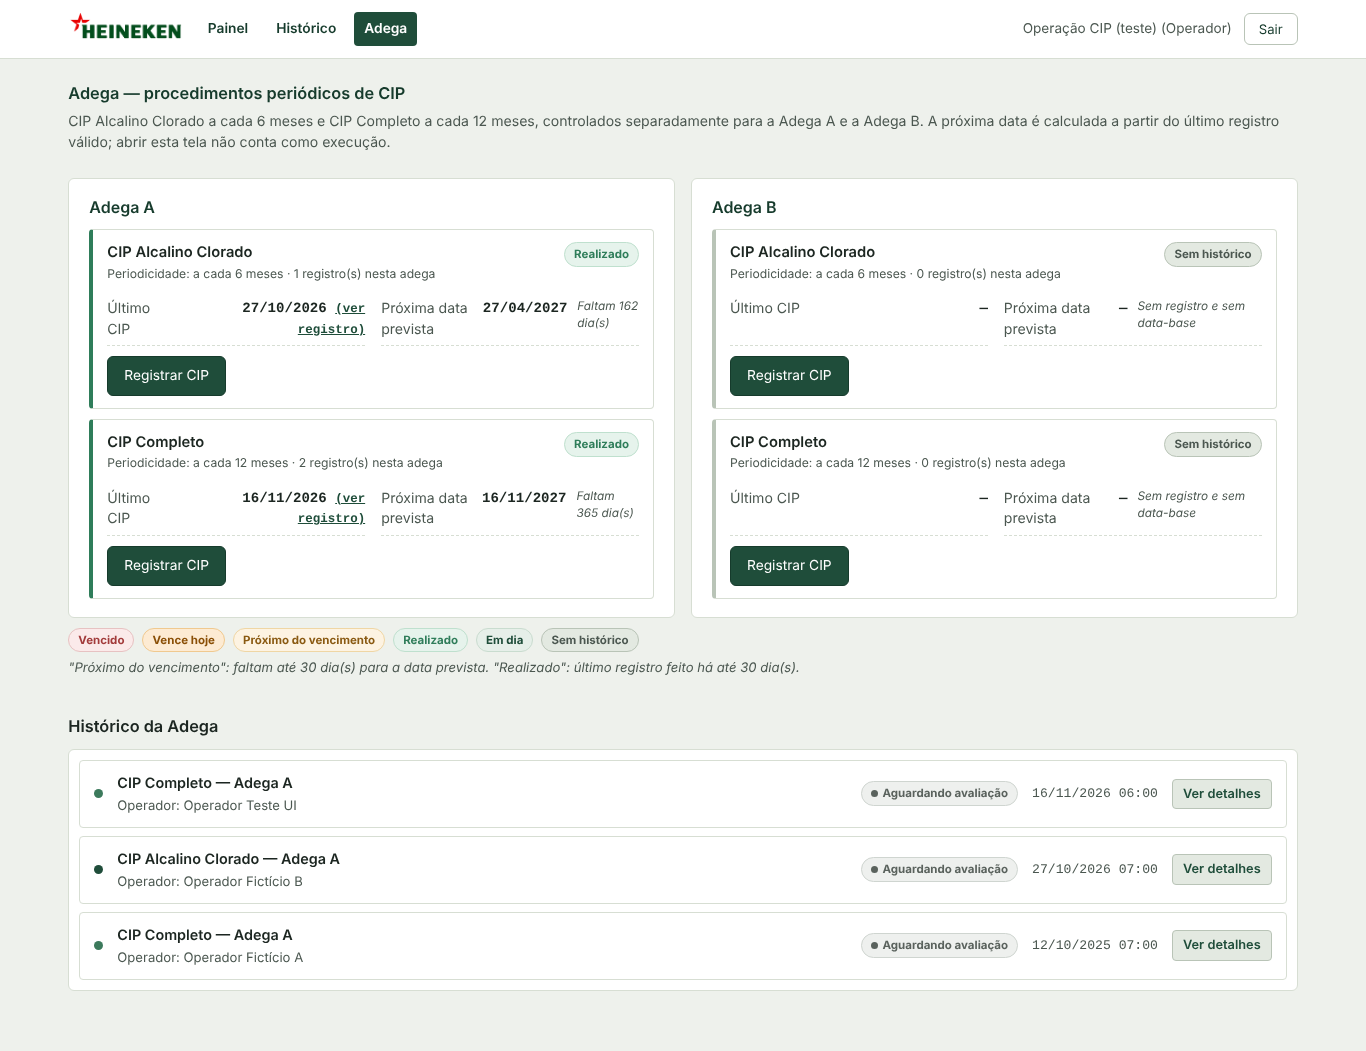 HEINEKEN Painel Histórico Adega Operação CIP (teste) (Operador) Sair
Adega — procedimentos periódicos de CIP
CIP Alcalino Clorado a cada 6 meses e CIP Completo a cada 12 meses, controlados separadamente para a Adega A e a Adega B. A próxima data é calculada a partir do último registro
válido; abrir esta tela não conta como execução.
Adega A
CIP Alcalino Clorado Realizado
Periodicidade: a cada 6 meses · 1 registro(s) nesta adega
Último 27/10/2026 (ver Próxima data 27/04/2027 Faltam 162
CIP registro) prevista dia(s)
Registrar CIP
CIP Completo Realizado
Periodicidade: a cada 12 meses · 2 registro(s) nesta adega
Último 16/11/2026 (ver Próxima data 16/11/2027 Faltam
CIP registro) prevista 365 dia(s)
Registrar CIP
Adega B
CIP Alcalino Clorado Sem histórico
Periodicidade: a cada 6 meses · 0 registro(s) nesta adega
Último CIP — Próxima data — Sem registro e sem
prevista data-base
Registrar CIP
CIP Completo Sem histórico
Periodicidade: a cada 12 meses · 0 registro(s) nesta adega
Último CIP — Próxima data — Sem registro e sem
prevista data-base
Registrar CIP
Vencido Vence hoje Próximo do vencimento Realizado Em dia Sem histórico
"Próximo do vencimento": faltam até 30 dia(s) para a data prevista. "Realizado": último registro feito há até 30 dia(s).
Histórico da Adega
CIP Completo — Adega A
Operador: Operador Teste UI
Aguardando avaliação 16/11/2026 06:00 Ver detalhes
CIP Alcalino Clorado — Adega A
Operador: Operador Fictício B
Aguardando avaliação 27/10/2026 07:00 Ver detalhes
CIP Completo — Adega A
Operador: Operador Fictício A
Aguardando avaliação 12/10/2025 07:00 Ver detalhes